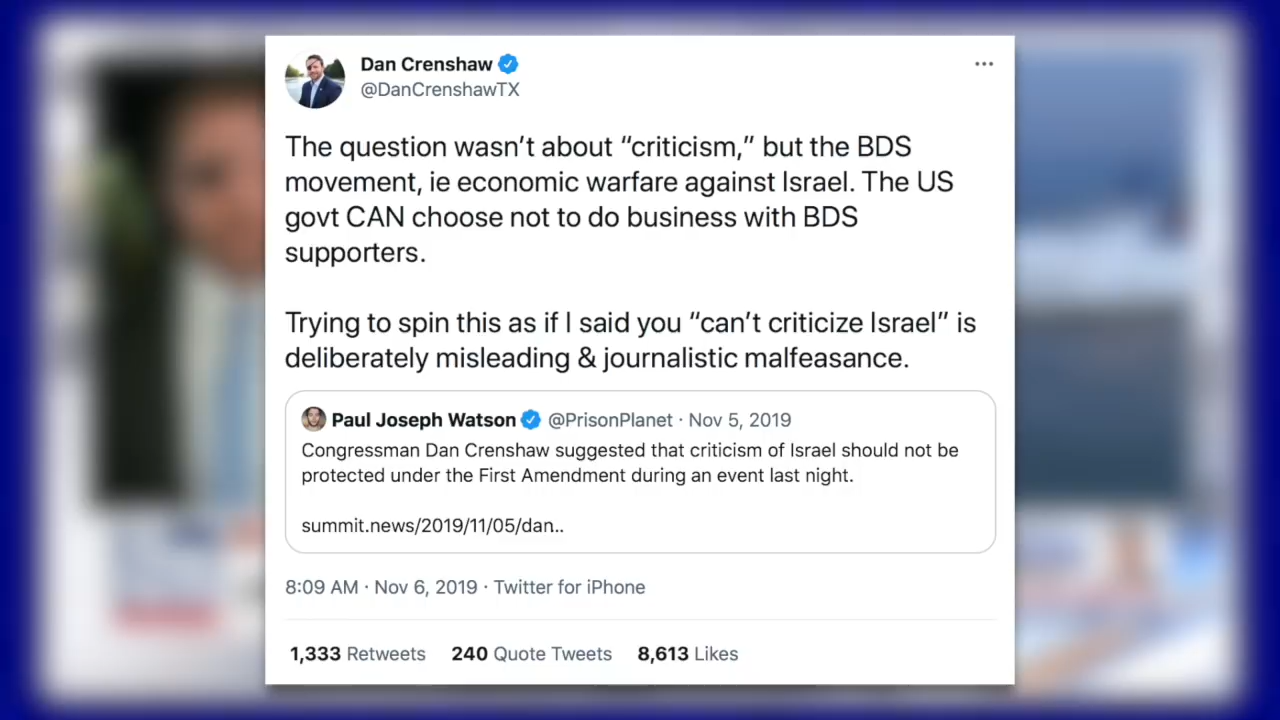 Dan Crenshaw
@DanCrenshawTX
The question wasn’t about “criticism,” but the BDS
movement, ie economic warfare against Israel. The US
govt CAN choose not to do business with BDS
supporters.
Trying to spin this as if I said you “can’t criticize Israel” is
deliberately misleading & journalistic malfeasance.
Paul Joseph Watson @PrisonPlanet · Nov 5, 2019
Congressman Dan Crenshaw suggested that criticism of Israel should not be
protected under the First Amendment during an event last night.
summit.news/2019/11/05/dan..
8:09 AM · Nov 6, 2019 · Twitter for iPhone
1,333 Retweets 240 Quote Tweets 8,613 Likes